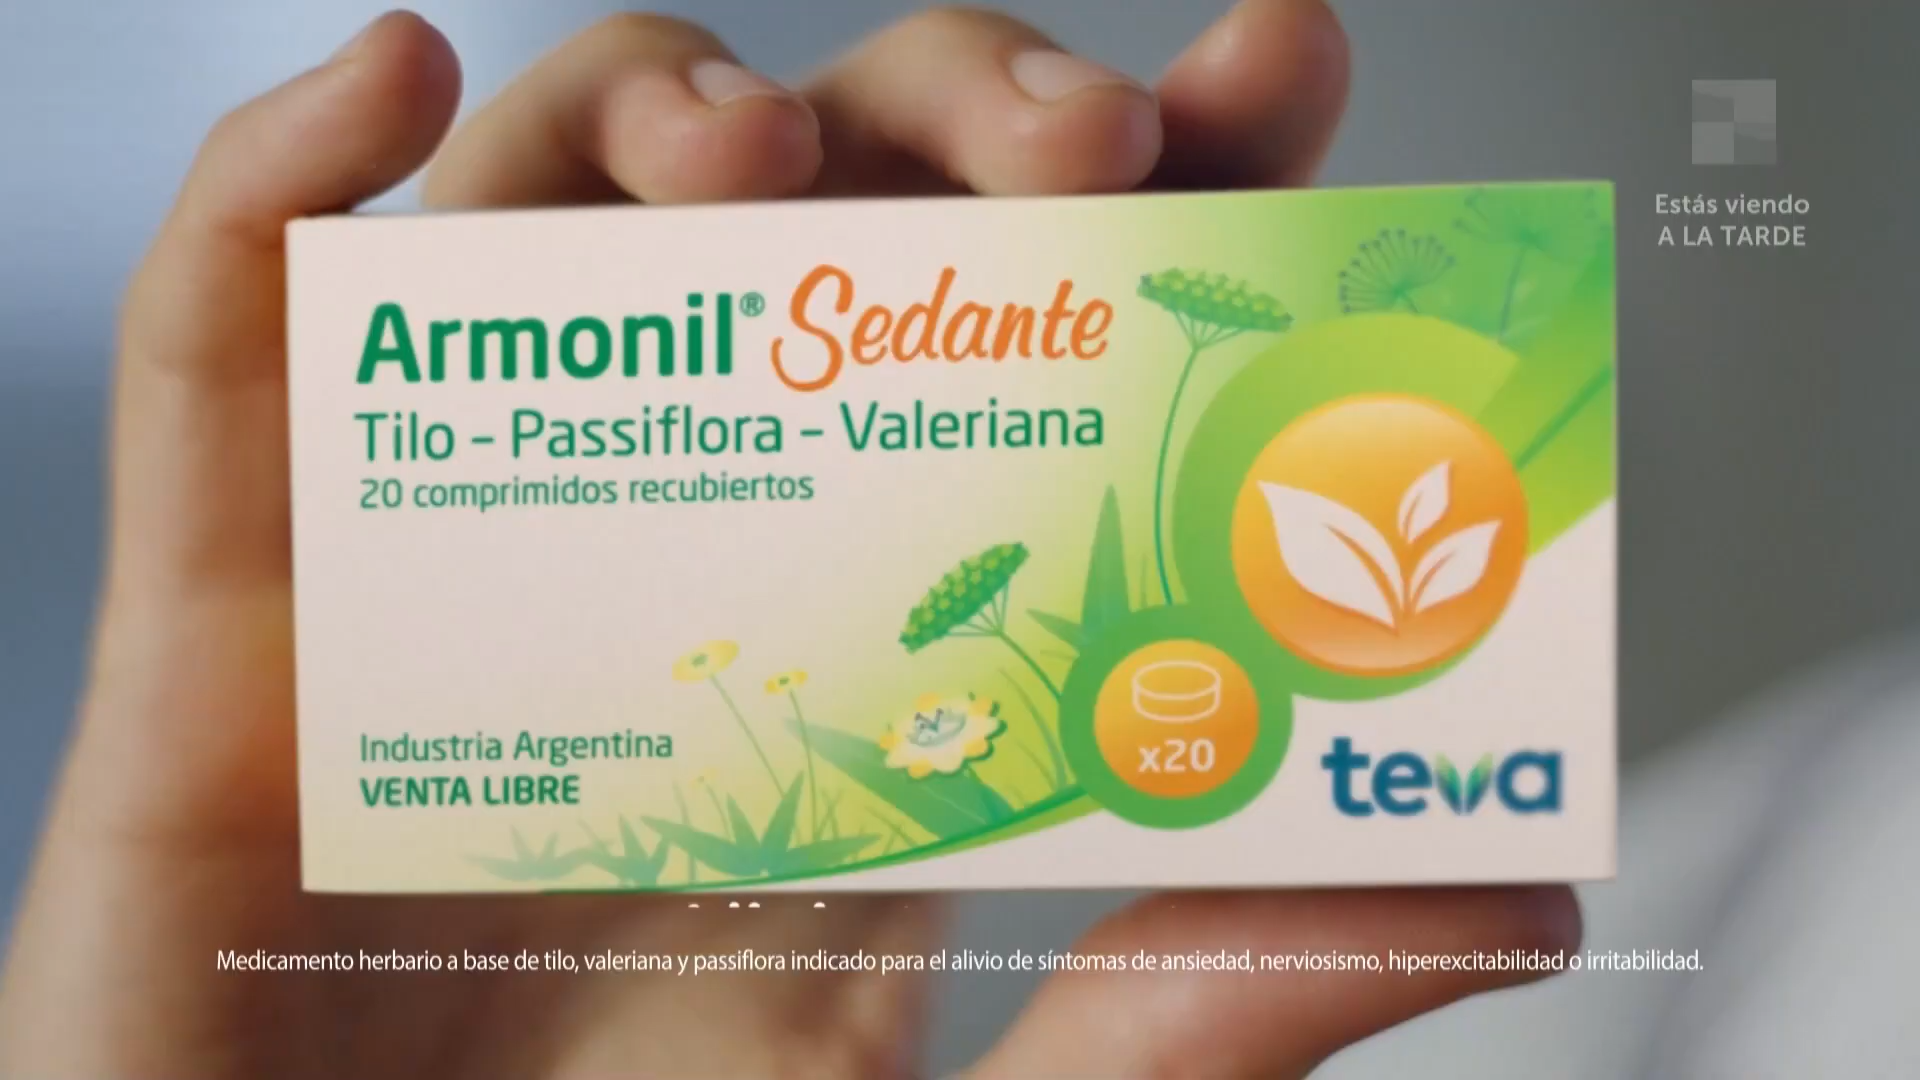 Estás viendo
A LA TARDE
Armonil® Sedante
Tilo - Passiflora - Valeriana
20 comprimidos recubiertos
Industria Argentina
VENTA LIBRE
x20
teva
Medicamento herbario a base de tilo, valeriana y passiflora indicado para el alivio de síntomas de ansiedad, nerviosismo, hiperexcitabilidad o irritabilidad.